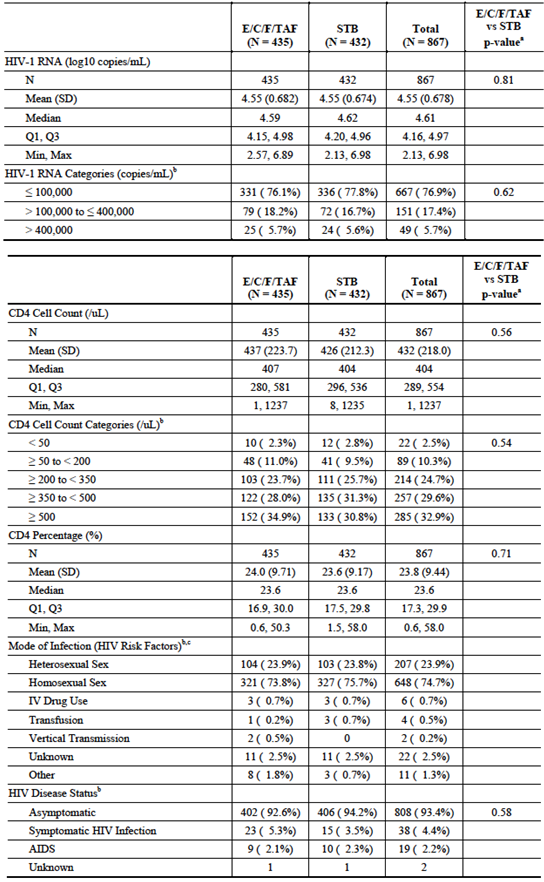 E/C/F/TAF (N = 435) STB (N = 432) Total (N = 867) E/C/F/TAF vs STB p-valueᵃ
HIV-1 RNA (log10 copies/mL)
N 435 432 867 0.81
Mean (SD) 4.55 (0.682) 4.55 (0.674) 4.55 (0.678)
Median 4.59 4.62 4.61
Q1, Q3 4.15, 4.98 4.20, 4.96 4.16, 4.97
Min, Max 2.57, 6.89 2.13, 6.98 2.13, 6.98
HIV-1 RNA Categories (copies/mL)ᵇ
≤ 100,000 331 ( 76.1%) 336 ( 77.8%) 667 ( 76.9%) 0.62
> 100,000 to ≤ 400,000 79 ( 18.2%) 72 ( 16.7%) 151 ( 17.4%)
> 400,000 25 ( 5.7%) 24 ( 5.6%) 49 ( 5.7%)
E/C/F/TAF (N = 435) STB (N = 432) Total (N = 867) E/C/F/TAF vs STB p-valueᵃ
CD4 Cell Count (/uL)
N 435 432 867 0.56
Mean (SD) 437 (223.7) 426 (212.3) 432 (218.0)
Median 407 404 404
Q1, Q3 280, 581 296, 536 289, 554
Min, Max 1, 1237 8, 1235 1, 1237
CD4 Cell Count Categories (/uL)ᵇ
< 50 10 ( 2.3%) 12 ( 2.8%) 22 ( 2.5%) 0.54
≥ 50 to < 200 48 ( 11.0%) 41 ( 9.5%) 89 ( 10.3%)
≥ 200 to < 350 103 ( 23.7%) 111 ( 25.7%) 214 ( 24.7%)
≥ 350 to < 500 122 ( 28.0%) 135 ( 31.3%) 257 ( 29.6%)
≥ 500 152 ( 34.9%) 133 ( 30.8%) 285 ( 32.9%)
CD4 Percentage (%)
N 435 432 867 0.71
Mean (SD) 24.0 (9.71) 23.6 (9.17) 23.8 (9.44)
Median 23.6 23.6 23.6
Q1, Q3 16.9, 30.0 17.5, 29.8 17.3, 29.9
Min, Max 0.6, 50.3 1.5, 58.0 0.6, 58.0
Mode of Infection (HIV Risk Factors)ᵇ,ᶜ
Heterosexual Sex 104 ( 23.9%) 103 ( 23.8%) 207 ( 23.9%)
Homosexual Sex 321 ( 73.8%) 327 ( 75.7%) 648 ( 74.7%)
IV Drug Use 3 ( 0.7%) 3 ( 0.7%) 6 ( 0.7%)
Transfusion 1 ( 0.2%) 3 ( 0.7%) 4 ( 0.5%)
Vertical Transmission 2 ( 0.5%) 0 2 ( 0.2%)
Unknown 11 ( 2.5%) 11 ( 2.5%) 22 ( 2.5%)
Other 8 ( 1.8%) 3 ( 0.7%) 11 ( 1.3%)
HIV Disease Statusᵇ
Asymptomatic 402 ( 92.6%) 406 ( 94.2%) 808 ( 93.4%) 0.58
Symptomatic HIV Infection 23 ( 5.3%) 15 ( 3.5%) 38 ( 4.4%)
AIDS 9 ( 2.1%) 10 ( 2.3%) 19 ( 2.2%)
Unknown 1 1 2